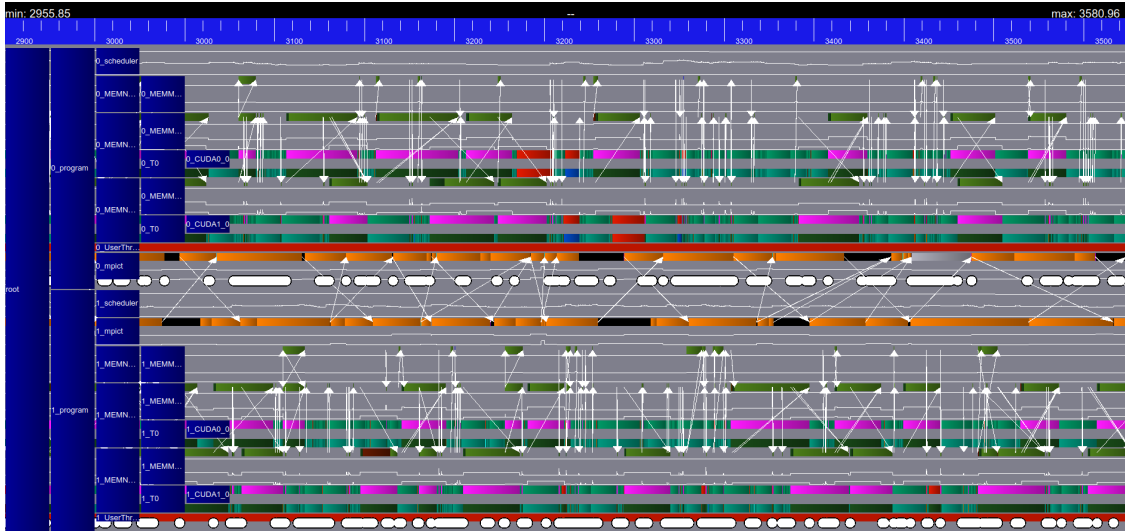 min: 2955.85 -- max: 3580.96
2900 3000 3000 3100 3100 3200 3200 3300 3300 3400 3400 3500 3500
0_scheduler
0_MEMN... 0_MEMM...
0_MEMM...
0_MEMN...
0_program 0_T0 0_CUDA0_0
0_MEMM...
0_MEMN...
0_T0 0_CUDA1_0
0_UserThr...
0_mpict
root
1_scheduler
1_mpict
1_MEMN... 1_MEMM...
1_program
1_MEMM...
1_MEMN...
1_T0 1_CUDA0_0
1_MEMM...
1_MEMN...
1_T0 1_CUDA1_0
1_UserThr...